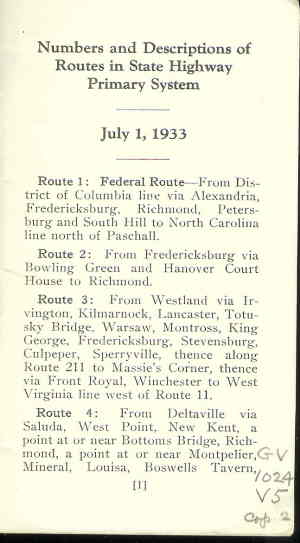 Numbers and Descriptions of
Routes in State Highway
Primary System
July 1, 1933
Route 1: Federal Route—From Dis-
trict of Columbia line via Alexandria,
Fredericksburg, Richmond, Peters-
burg and South Hill to North Carolina
line north of Paschall.
Route 2: From Fredericksburg via
Bowling Green and Hanover Court
House to Richmond.
Route 3: From Westland via Ir-
vington, Kilmarnock, Lancaster, Totu-
sky Bridge, Warsaw, Montross, King
George, Fredericksburg, Stevensburg,
Culpeper, Sperryville, thence along
Route 211 to Massie's Corner, thence
via Front Royal, Winchester to West
Virginia line west of Route 11.
Route 4: From Deltaville via
Saluda, West Point, New Kent, a
point at or near Bottoms Bridge, Rich-
mond, a point at or near Montpelier,
Mineral, Louisa, Boswells Tavern,
[1]
GV
1024
V5
Cop. 2